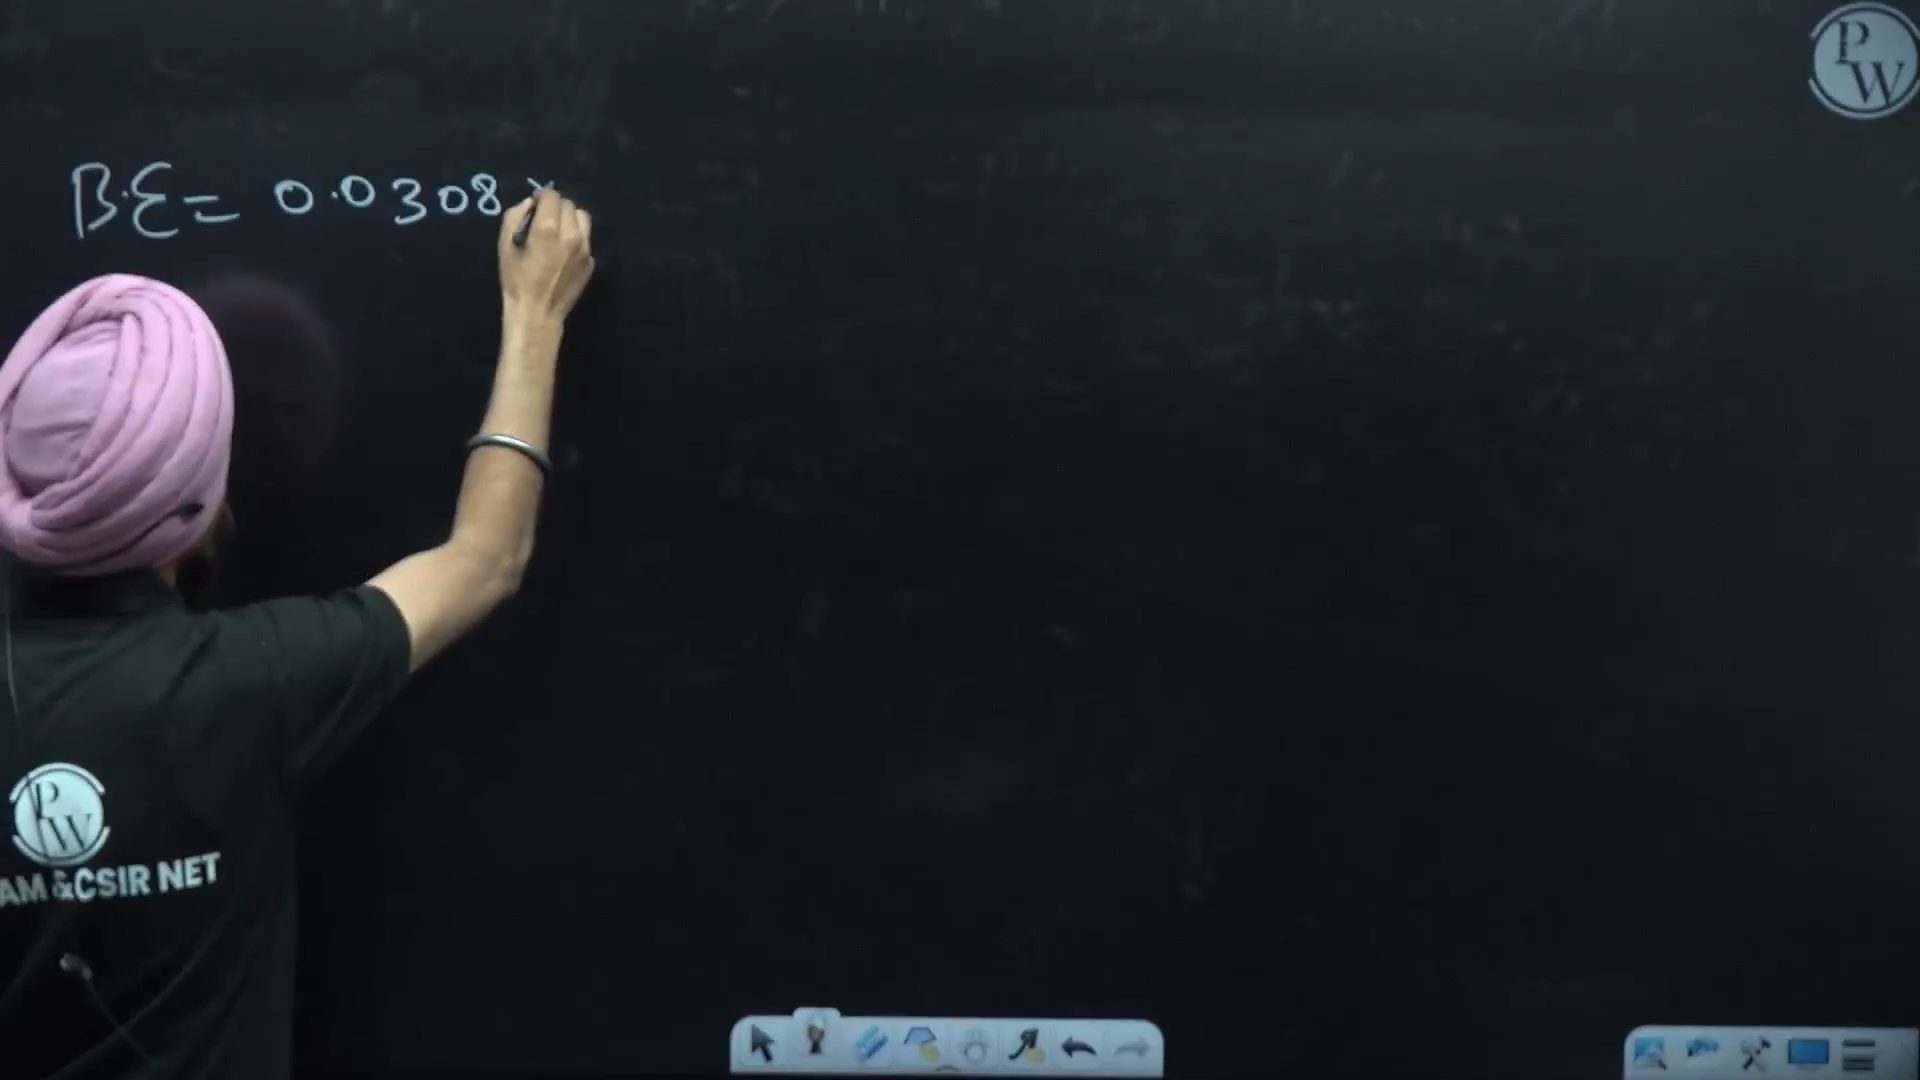 PW
B.E = 0.0308 ×
PW
AM &CSIR NET